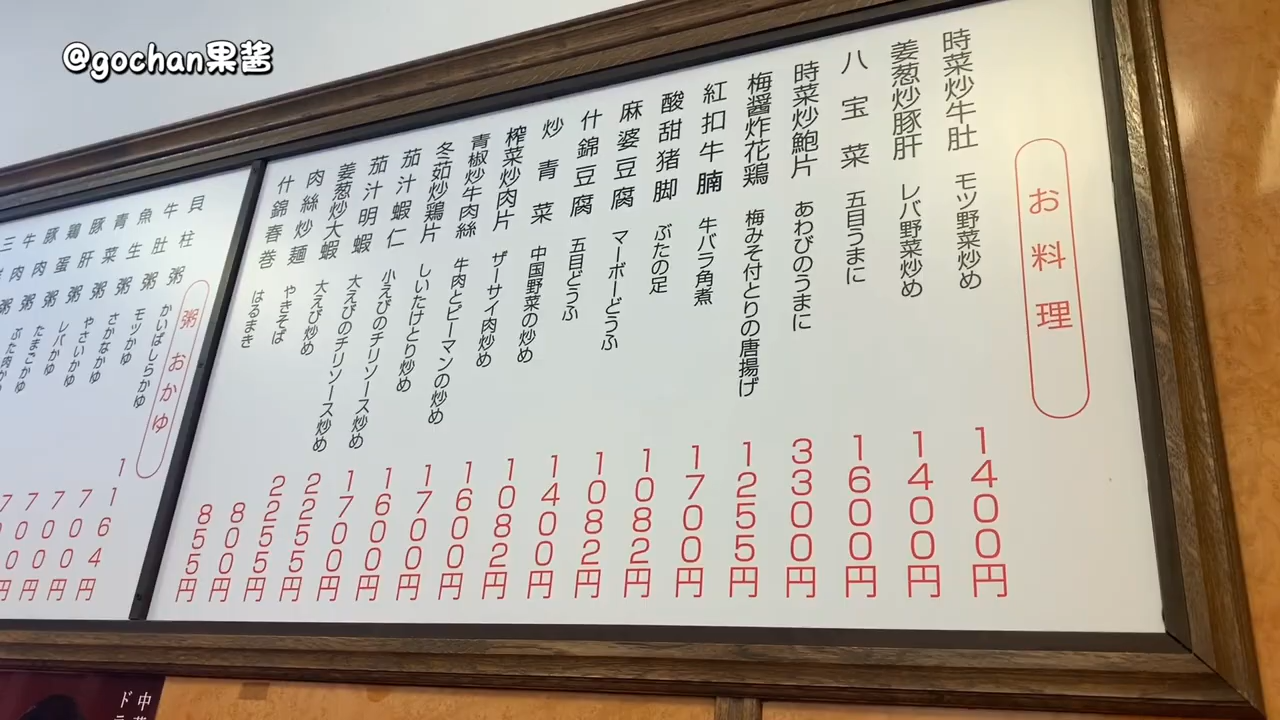 @gochan果酱
お料理
時菜炒牛肚 モツ野菜炒め 1400円
姜葱炒豚肝 レバ野菜炒め 1400円
八宝菜 五目うまに 1600円
時菜炒鮑片 あわびのうまに 3300円
梅醤炸花鶏 梅みそ付とりの唐揚げ 1255円
紅扣牛腩 牛バラ角煮 1700円
酸甜猪脚 ぶたの足 1082円
麻婆豆腐 マーボーどうふ 1082円
什錦豆腐 五目どうふ 1400円
炒青菜 中国野菜の炒め 1082円
榨菜炒肉片 ザーサイ肉炒め 1600円
青椒炒牛肉絲 牛肉とピーマンの炒め 1700円
冬茹炒鶏片 しいたけとり炒め 1600円
茄汁蝦仁 小えびのチリソース炒め 1700円
茄汁明蝦 大えびのチリソース炒め 2255円
姜葱炒大蝦 大えび炒め 2255円
肉絲炒麺 やきそば 800円
什錦春巻 はるまき 855円
粥 おかゆ
貝柱粥 かいばしらかゆ 1164円
牛肚粥 モツかゆ 700円
魚生粥 さかなかゆ 700円
青菜粥 やさいかゆ 700円
豚肝粥 レバかゆ
鶏蛋粥 たまごかゆ
豚肉粥 ぶた肉か
牛肉粥
三